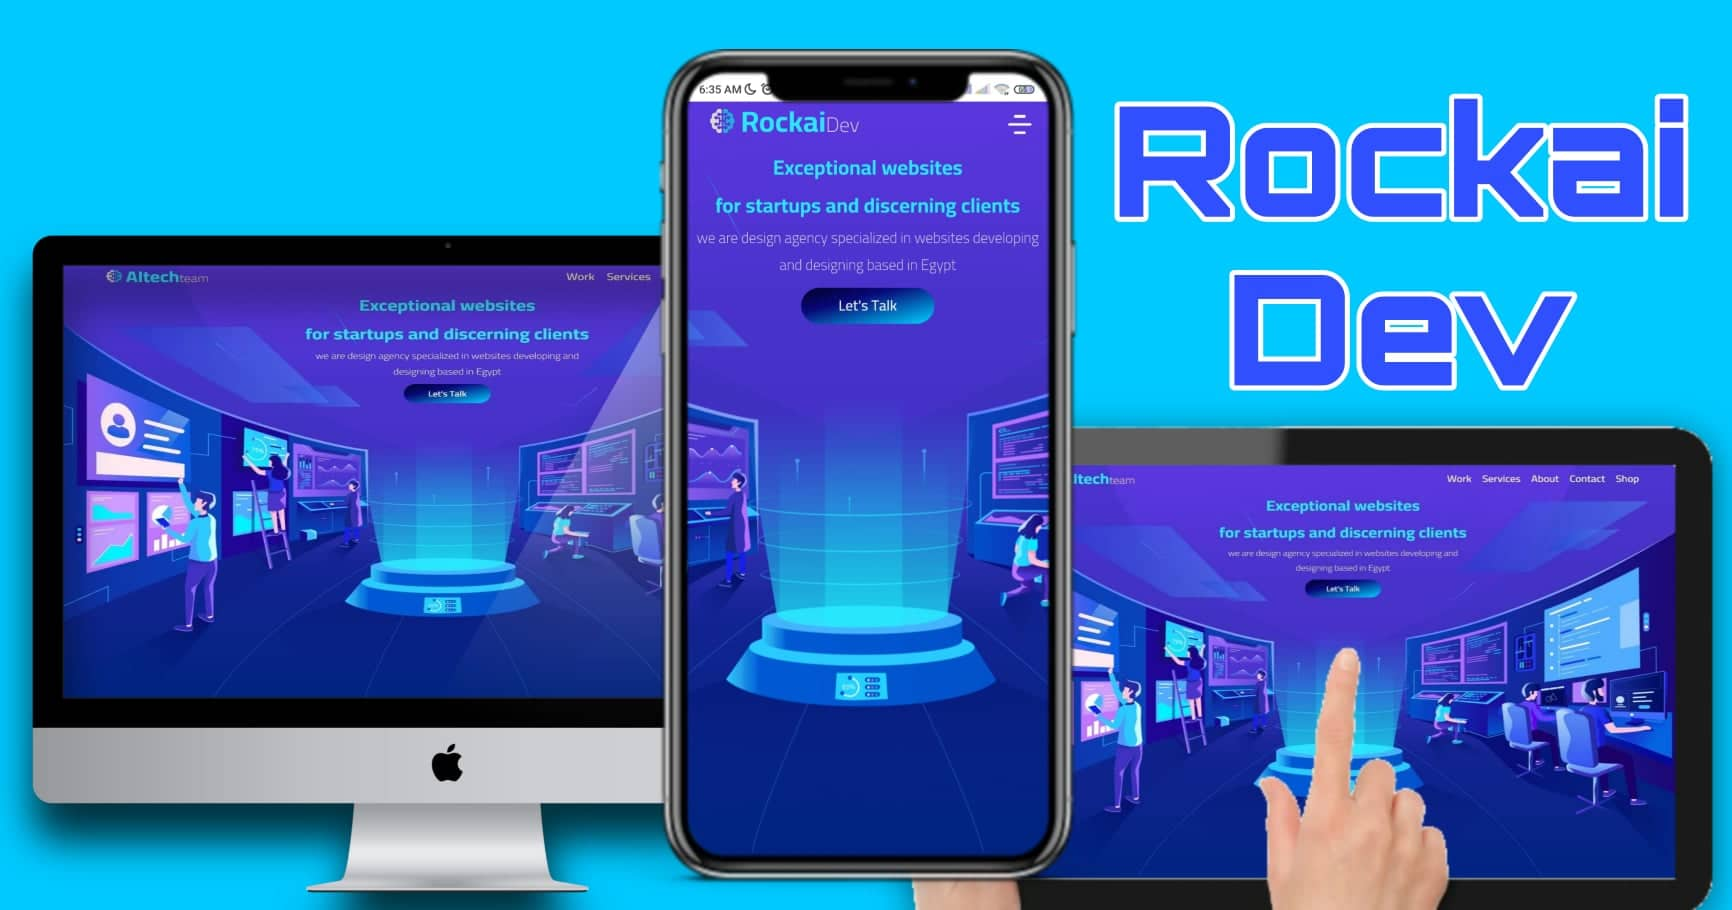 6:35 AM
RockaiDev
Exceptional websites
for startups and discerning clients
we are design agency specialized in websites developing
and designing based in Egypt
Let's Talk
Rockai
Dev
AItechteam
Work Services
Exceptional websites
for startups and discerning clients
we are design agency specialized in websites developing and
designing based in Egypt
Let's Talk
Itechteam
Work Services About Contact Shop
Exceptional websites
for startups and discerning clients
we are design agency specialized in websites developing and
designing based in Egypt
Let's Talk